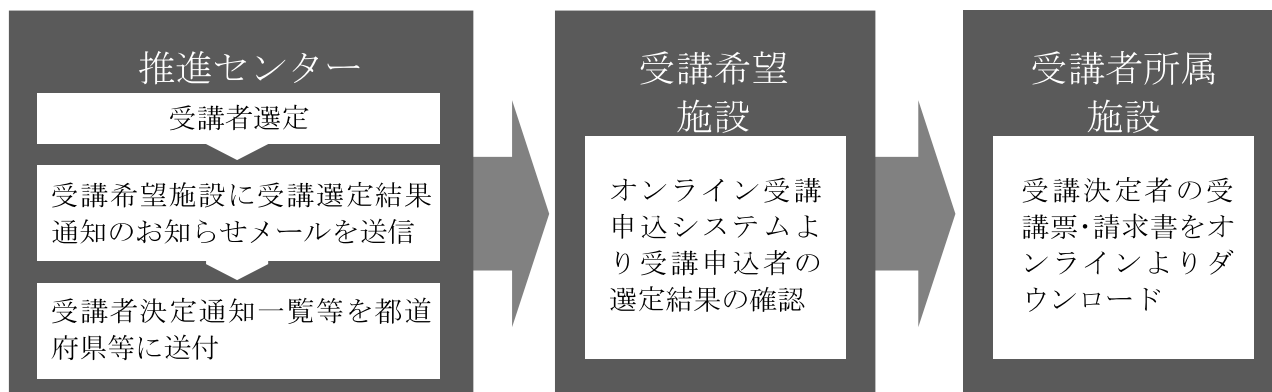 推進センター
受講者選定
受講希望施設に受講選定結果
通知のお知らせメールを送信
受講者決定通知一覧等を都道
府県等に送付
受講希望
施設
オンライン受講
申込システムよ
り受講申込者の
選定結果の確認
受講者所属
施設
受講決定者の受
講票・請求書をオ
ンラインよりダ
ウンロード